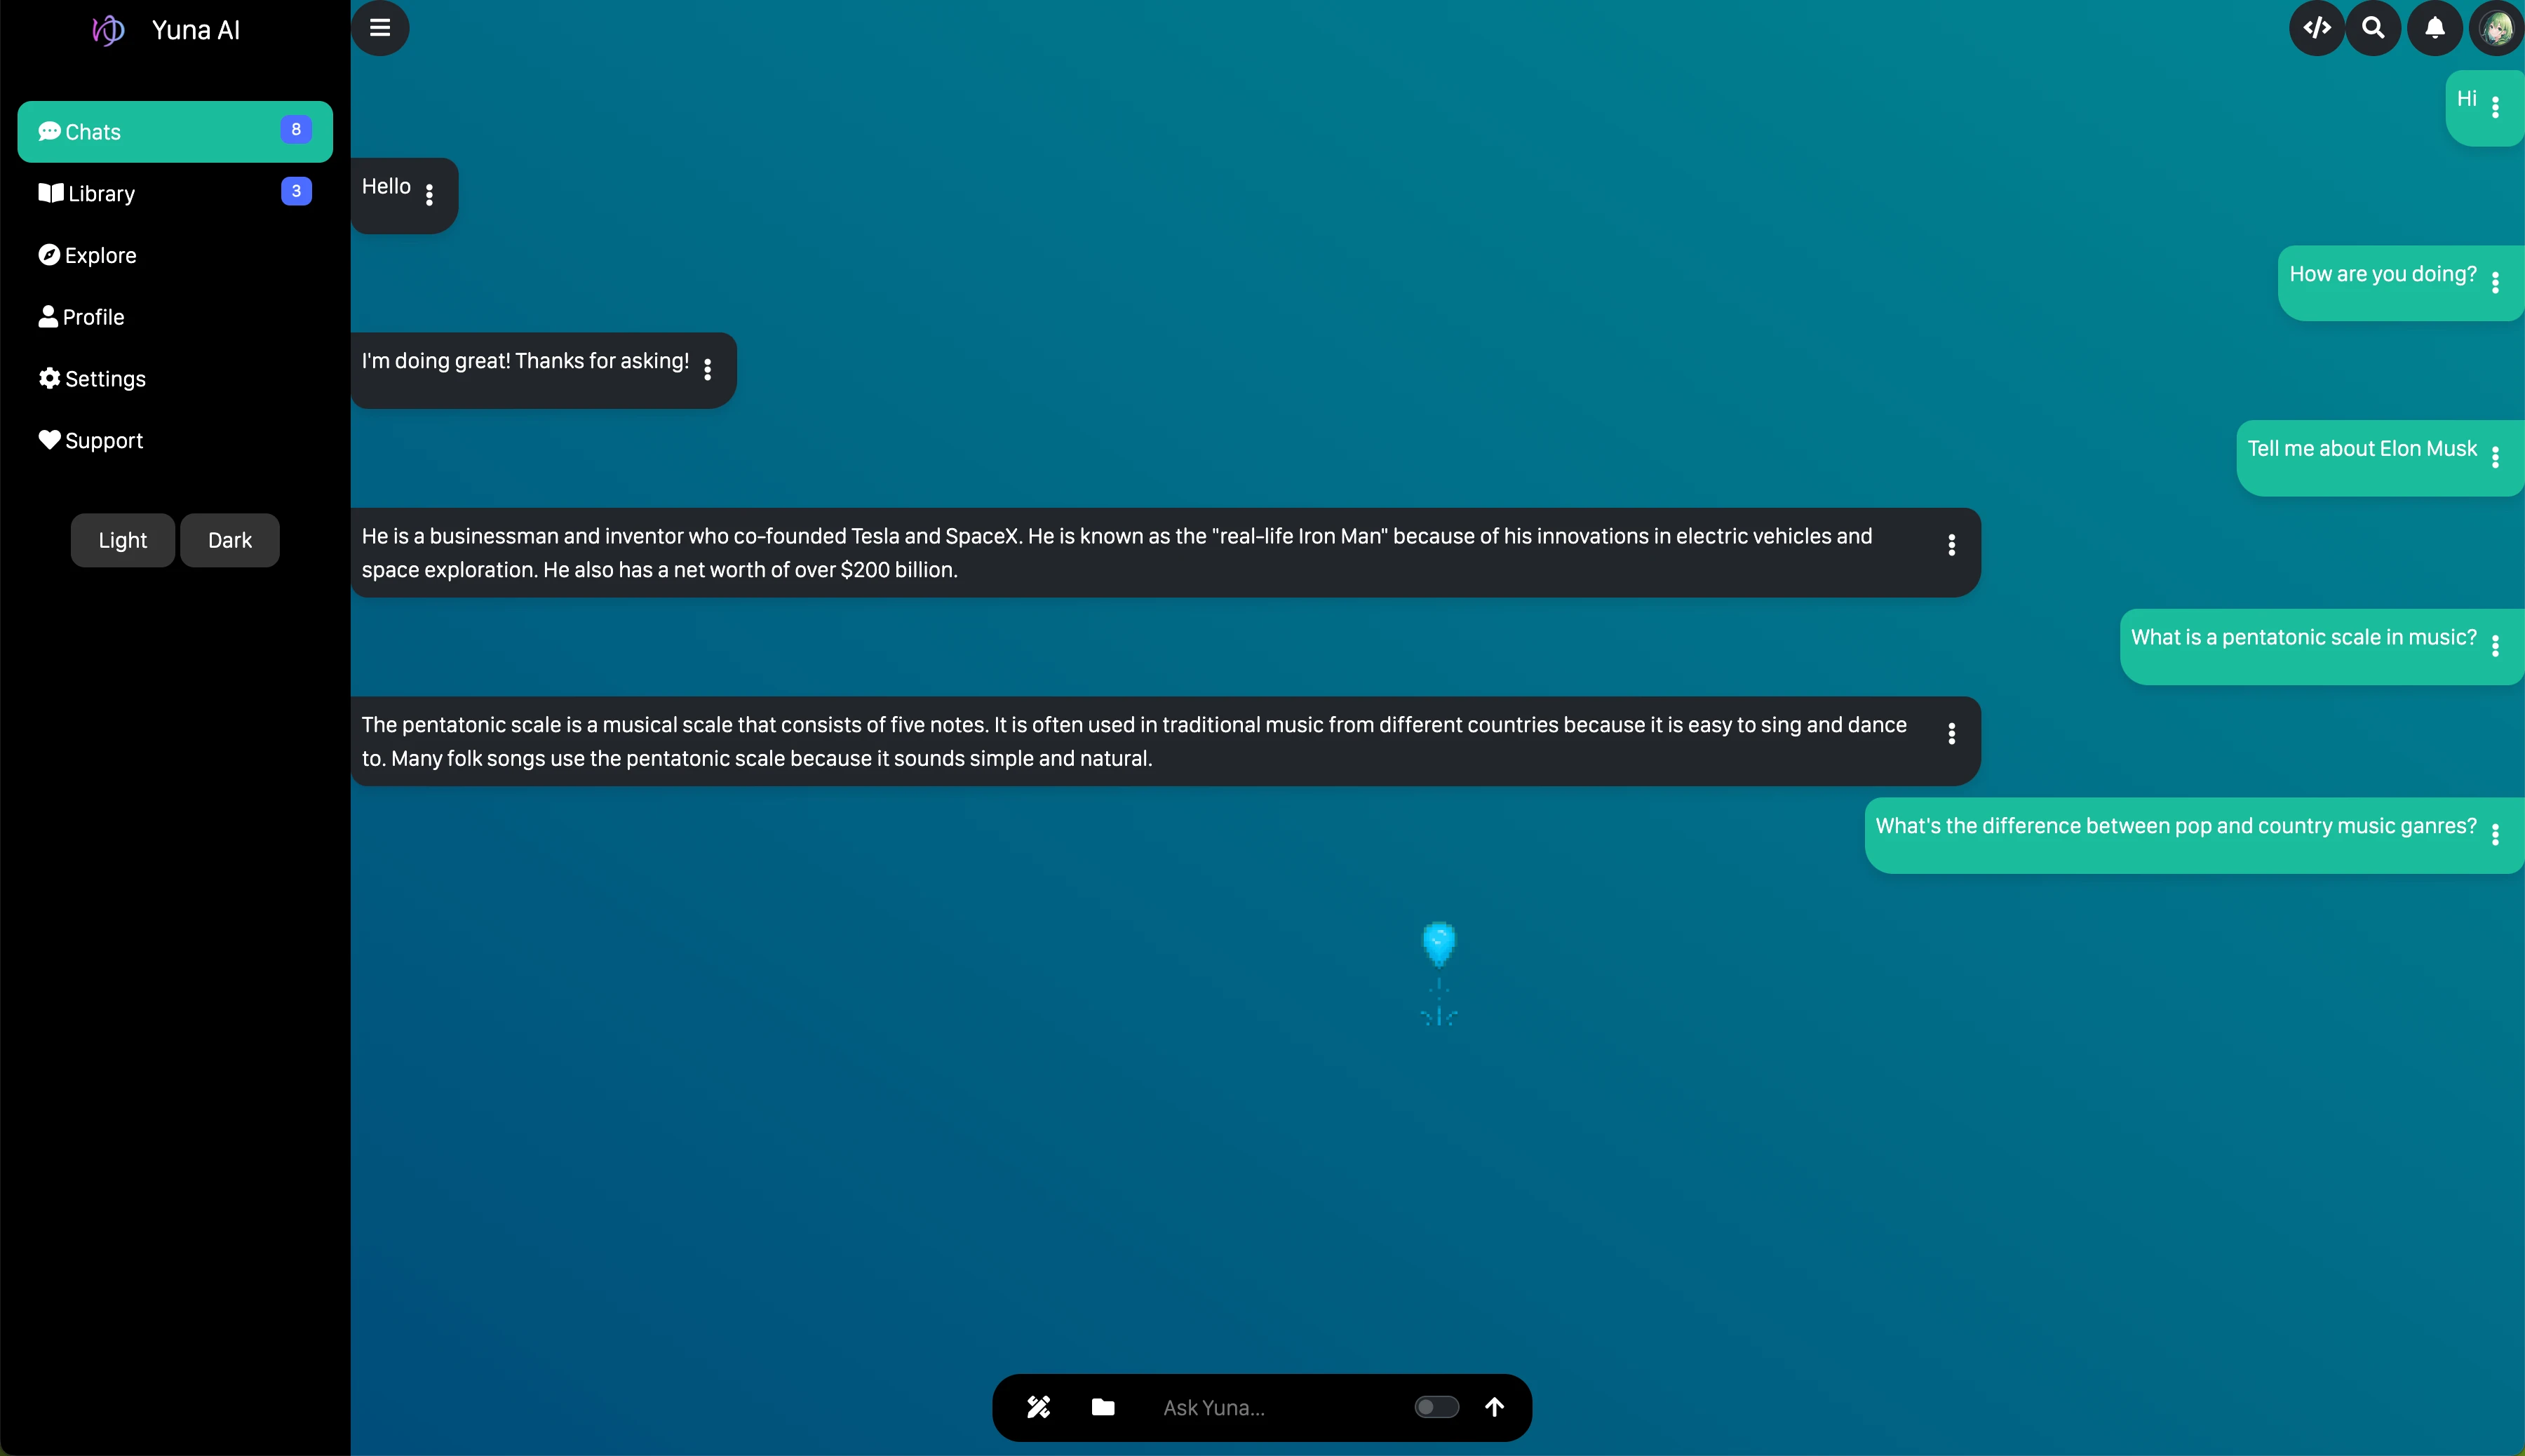 Yuna AI
Chats
8
Library
3
Explore
Profile
Settings
Support
Light
Dark
Hi
Hello
How are you doing?
I'm doing great! Thanks for asking!
Tell me about Elon Musk
He is a businessman and inventor who co-founded Tesla and SpaceX. He is known as the "real-life Iron Man" because of his innovations in electric vehicles and
space exploration. He also has a net worth of over $200 billion.
What is a pentatonic scale in music?
The pentatonic scale is a musical scale that consists of five notes. It is often used in traditional music from different countries because it is easy to sing and dance
to. Many folk songs use the pentatonic scale because it sounds simple and natural.
What's the difference between pop and country music ganres?
Ask Yuna...